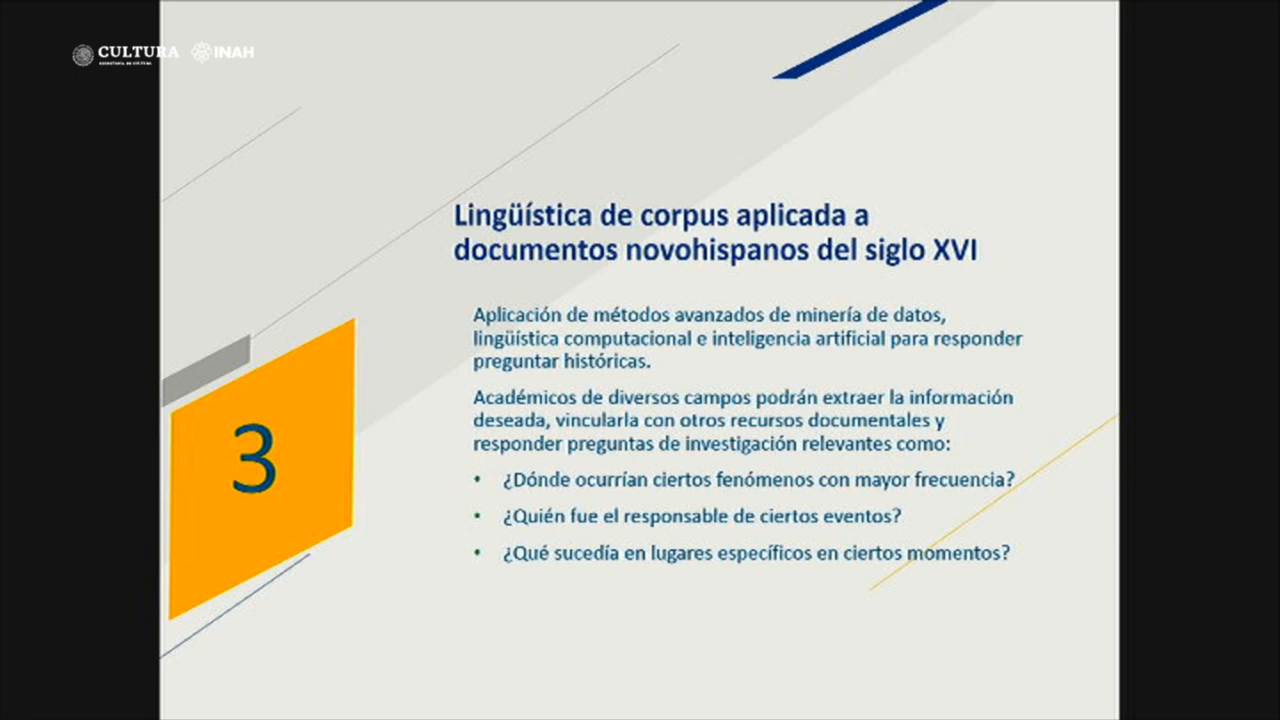 CULTURA
SECRETARÍA DE CULTURA
INAH
Lingüística de corpus aplicada a
documentos novohispanos del siglo XVI
Aplicación de métodos avanzados de minería de datos,
lingüística computacional e inteligencia artificial para responder
preguntar históricas.
Académicos de diversos campos podrán extraer la información
deseada, vincularla con otros recursos documentales y
responder preguntas de investigación relevantes como:
• ¿Dónde ocurrían ciertos fenómenos con mayor frecuencia?
• ¿Quién fue el responsable de ciertos eventos?
• ¿Qué sucedía en lugares específicos en ciertos momentos?
3